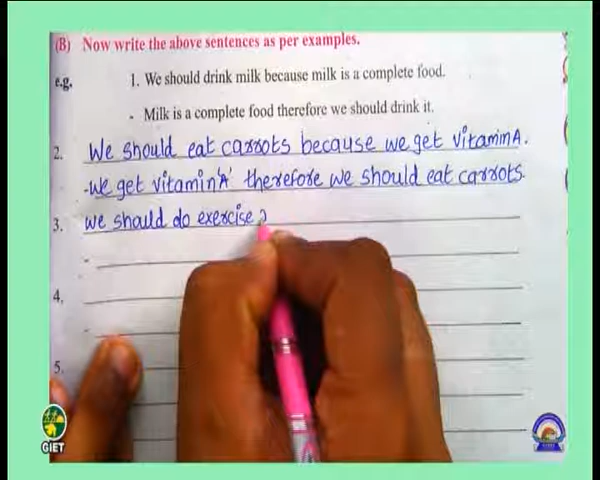 (B) Now write the above sentences as per examples.
e.g. 1. We should drink milk because milk is a complete food.
- Milk is a complete food therefore we should drink it.
2. We should eat carrots because we get vitamin A.
- we get vitamin 'A' therefore we should eat carrots.
3. we should do exercise
-
4.
-
5.
GIET